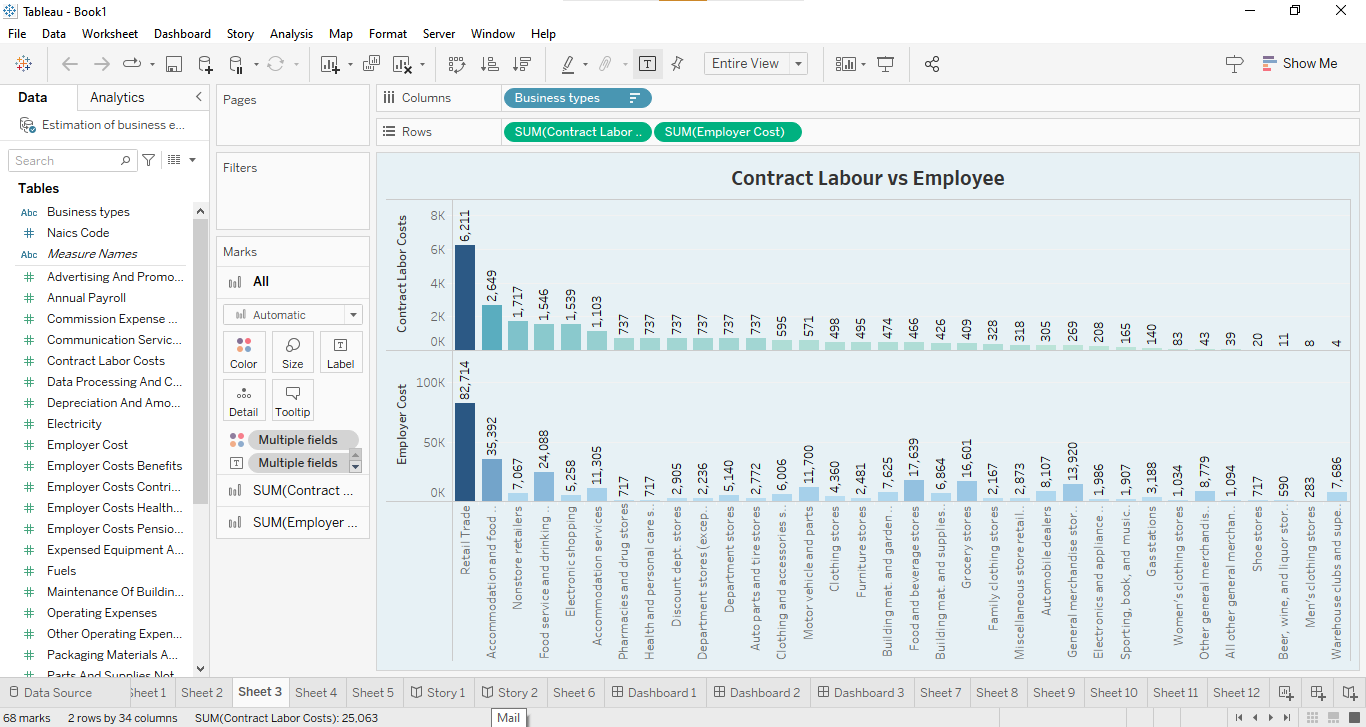 Tableau - Book1
File Data Worksheet Dashboard Story Analysis Map Format Server Window Help
Entire View
Show Me
Data Analytics
Estimation of business e...
Search
Tables
Abc Business types
# Naics Code
Abc Measure Names
# Advertising And Promo...
# Annual Payroll
# Commission Expense ...
# Communication Servic...
# Contract Labor Costs
# Data Processing And C...
# Depreciation And Amo...
# Electricity
# Employer Cost
# Employer Costs Benefits
# Employer Costs Contri...
# Employer Costs Health...
# Employer Costs Pensio...
# Expensed Equipment A...
# Fuels
# Maintenance Of Buildin...
# Operating Expenses
# Other Operating Expen...
# Packaging Materials A...
# Parts And Supplies Not
Pages
Filters
Marks
All
Automatic
Color Size Label
Detail Tooltip
Multiple fields
Multiple fields
SUM(Contract ...
SUM(Employer ...
Columns Business types
Rows SUM(Contract Labor .. SUM(Employer Cost)
Contract Labour vs Employee
Contract Labor Costs
8K
6K
4K
2K
0K
6,211 2,649 1,717 1,546 1,539 1,103 737 737 737 737 737 737 595 571 498 495 474 466 426 409 328 318 305 269 208 165 140 83 43 39 20 11 8 4
Employer Cost
100K
50K
0K
82,714 35,392 7,067 24,088 5,258 11,305 717 717 2,905 2,236 5,140 2,772 6,006 11,700 4,360 2,481 7,625 17,639 6,864 16,601 2,167 2,873 8,107 13,920 1,986 1,907 3,188 1,034 8,779 1,094 717 590 283 7,686
Retail Trade
Accommodation and food ..
Nonstore retailers
Food service and drinking ..
Electronic shopping
Accommodation services
Pharmacies and drug stores
Health and personal care s..
Discount dept. stores
Department stores (excep..
Department stores
Auto parts and tire stores
Clothing and accessories s..
Motor vehicle and parts
Clothing stores
Furniture stores
Building mat. and garden ..
Food and beverage stores
Building mat. and supplies..
Grocery stores
Family clothing stores
Miscellaneous store retail..
Automobile dealers
General merchandise stor..
Electronics and appliance ..
Sporting, book, and music..
Gas stations
Women's clothing stores
Other general merchandis..
All other general merchan..
Shoe stores
Beer, wine, and liquor stor..
Men's clothing stores
Warehouse clubs and supe..
Data Source heet 1 Sheet 2 Sheet 3 Sheet 4 Sheet 5 Story 1 Story 2 Sheet 6 Dashboard 1 Dashboard 2 Dashboard 3 Sheet 7 Sheet 8 Sheet 9 Sheet 10 Sheet 11 Sheet 12
68 marks 2 rows by 34 columns SUM(Contract Labor Costs): 25,063
Mail